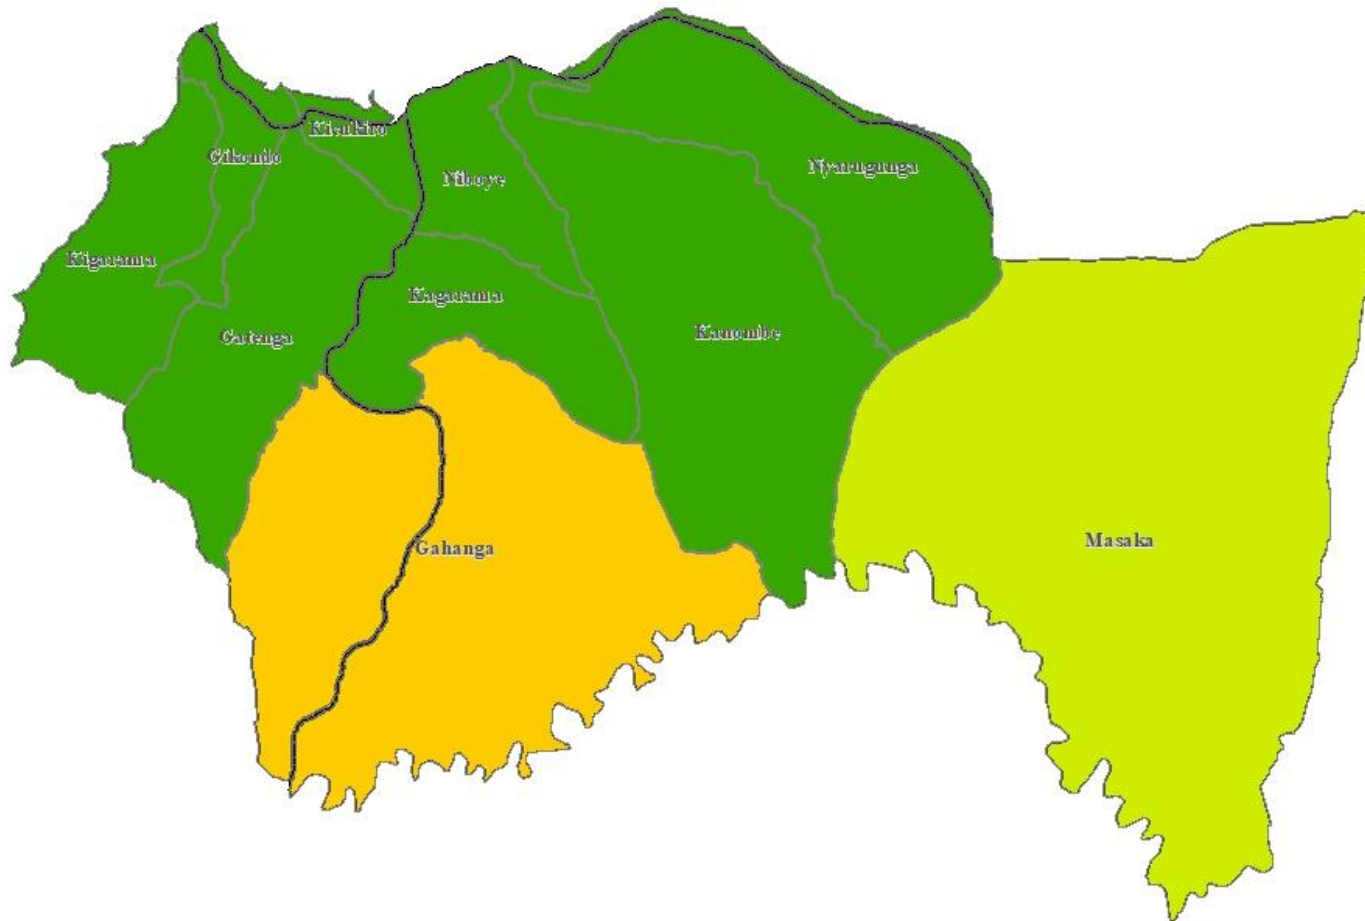 Kicukiro
Gikondo
Nyarugunga
Niboye
Kigarama
Kagarama
Gatenga
Kanombe
Masaka
Gahanga